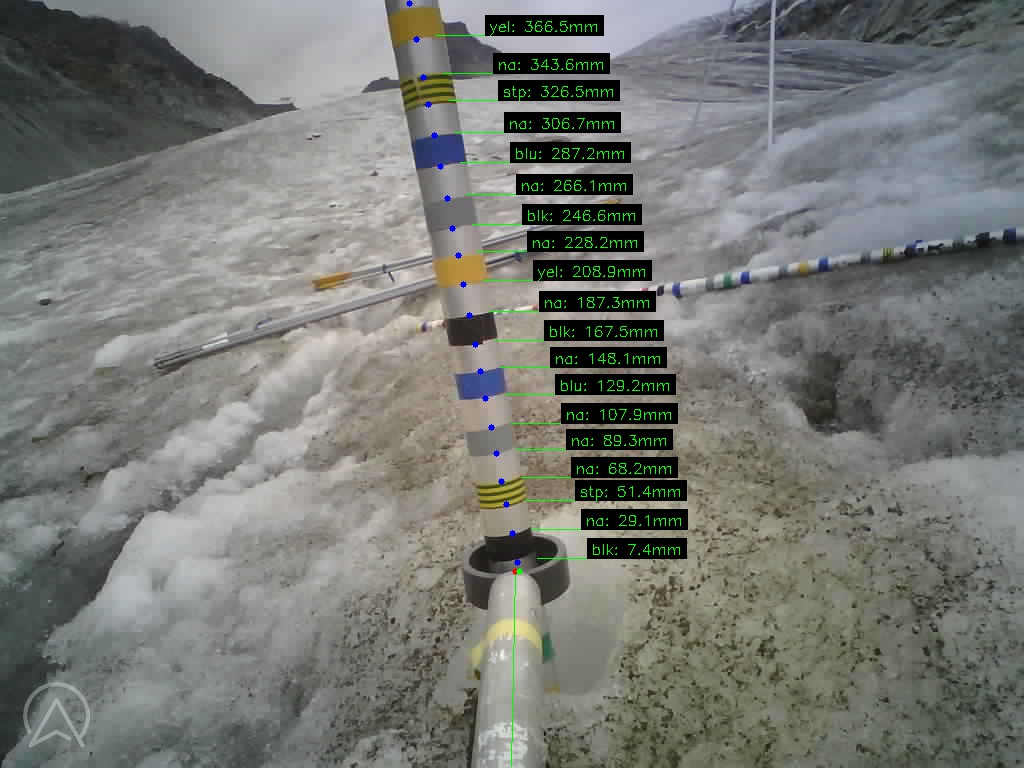 yel: 366.5mm
na: 343.6mm
stp: 326.5mm
na: 306.7mm
blu: 287.2mm
na: 266.1mm
blk: 246.6mm
na: 228.2mm
yel: 208.9mm
na: 187.3mm
blk: 167.5mm
na: 148.1mm
blu: 129.2mm
na: 107.9mm
na: 89.3mm
na: 68.2mm
stp: 51.4mm
na: 29.1mm
blk: 7.4mm